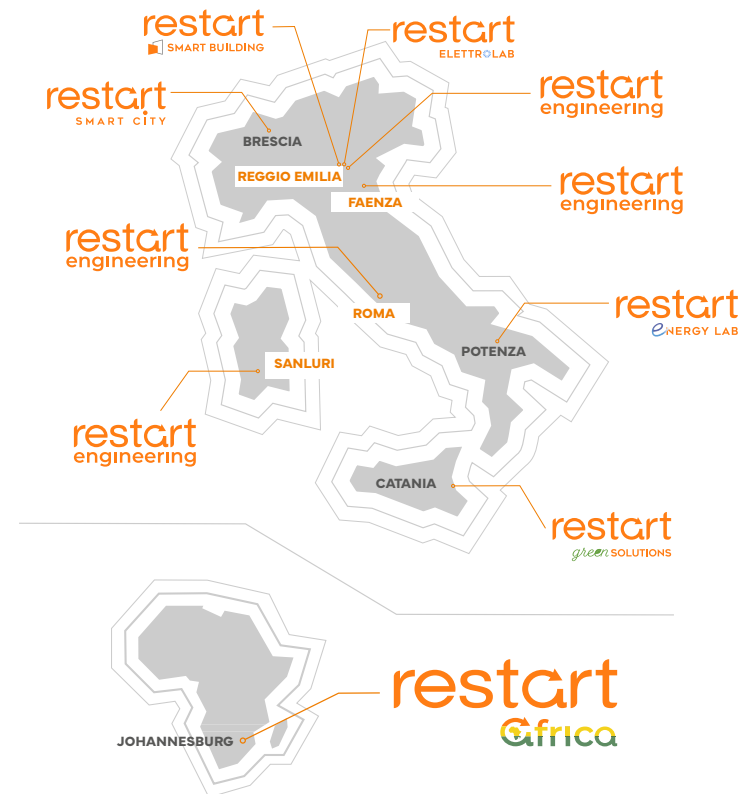 restart
SMART BUILDING
restart
ELETTROLAB
restart
engineering
restart
SMART CiTY
BRESCIA
REGGIO EMILIA
FAENZA
restart
engineering
restart
engineering
ROMA
restart
eNERGY LAB
POTENZA
SANLURI
restart
engineering
CATANIA
restart
green SOLUTIONS
restart
africa
JOHANNESBURG